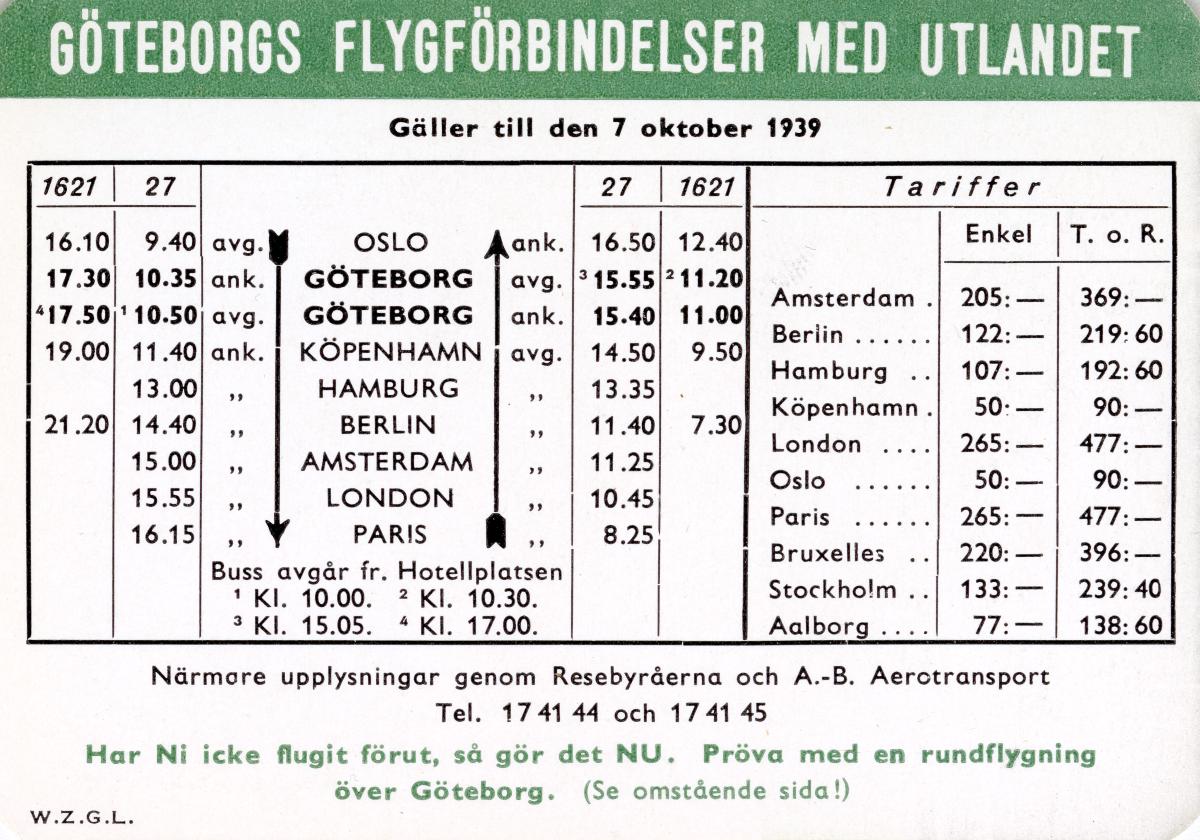 GÖTEBORGS FLYGFÖRBINDELSER MED UTLANDET
Gäller till den 7 oktober 1939
1621 27 27 1621 Tariffer
Enkel T. o. R.
16.10 9.40 avg. OSLO ank. 16.50 12.40
17.30 10.35 ank. GÖTEBORG avg. ³15.55 ²11.20
⁴17.50 ¹10.50 avg. GÖTEBORG ank. 15.40 11.00
19.00 11.40 ank. KÖPENHAMN avg. 14.50 9.50
13.00 ,, HAMBURG ,, 13.35
21.20 14.40 ,, BERLIN ,, 11.40 7.30
15.00 ,, AMSTERDAM ,, 11.25
15.55 ,, LONDON ,, 10.45
16.15 ,, PARIS ,, 8.25
Buss avgår fr. Hotellplatsen
¹ Kl. 10.00. ² Kl. 10.30.
³ Kl. 15.05. ⁴ Kl. 17.00.
Amsterdam . 205:— 369:—
Berlin ...... 122:— 219:60
Hamburg .. 107:— 192:60
Köpenhamn . 50:— 90:—
London .... 265:— 477:—
Oslo ...... 50:— 90:—
Paris ...... 265:— 477:—
Bruxelles .. 220:— 396:—
Stockholm .. 133:— 239:40
Aalborg .... 77:— 138:60
Närmare upplysningar genom Resebyråerna och A.-B. Aerotransport
Tel. 17 41 44 och 17 41 45
Har Ni icke flugit förut, så gör det NU. Pröva med en rundflygning
över Göteborg. (Se omstående sida!)
W.Z.G.L.